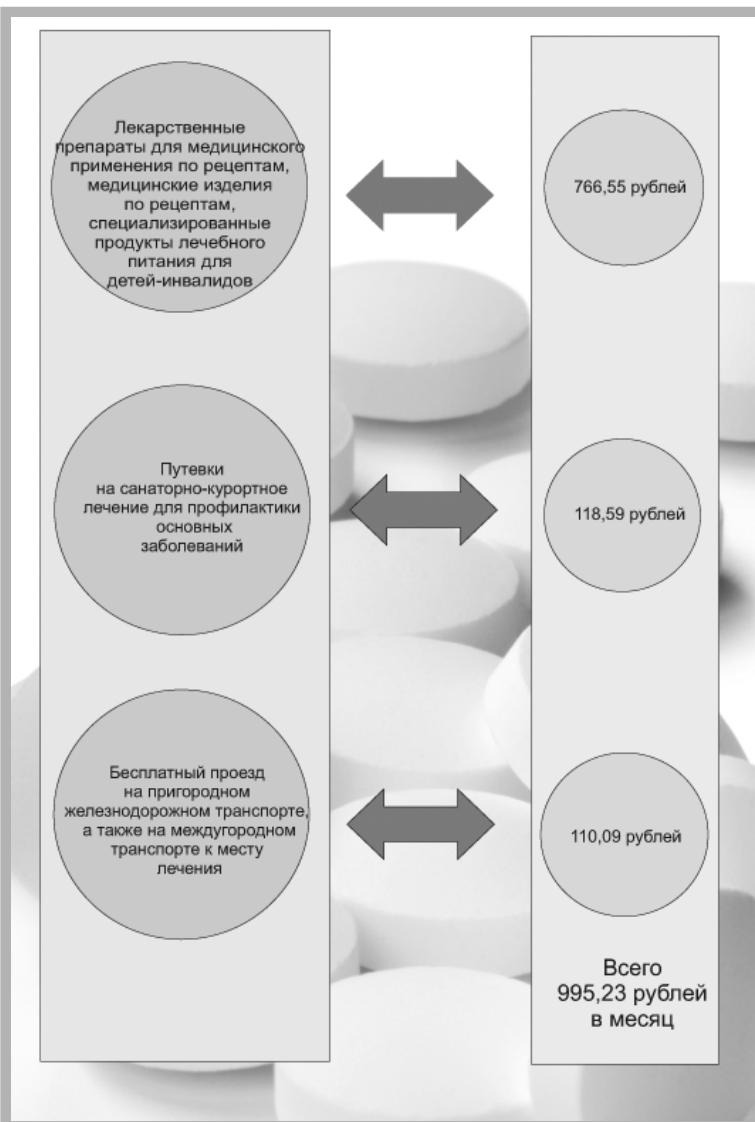 Лекарственные
препараты для медицинского
применения по рецептам,
медицинские изделия
по рецептам,
специализированные
продукты лечебного
питания для
детей-инвалидов
766,55 рублей
Путевки
на санаторно-курортное
лечение для профилактики
основных
заболеваний
118,59 рублей
Бесплатный проезд
на пригородном
железнодорожном транспорте,
а также на междугородном
транспорте к месту
лечения
110,09 рублей
Всего
995,23 рублей
в месяц